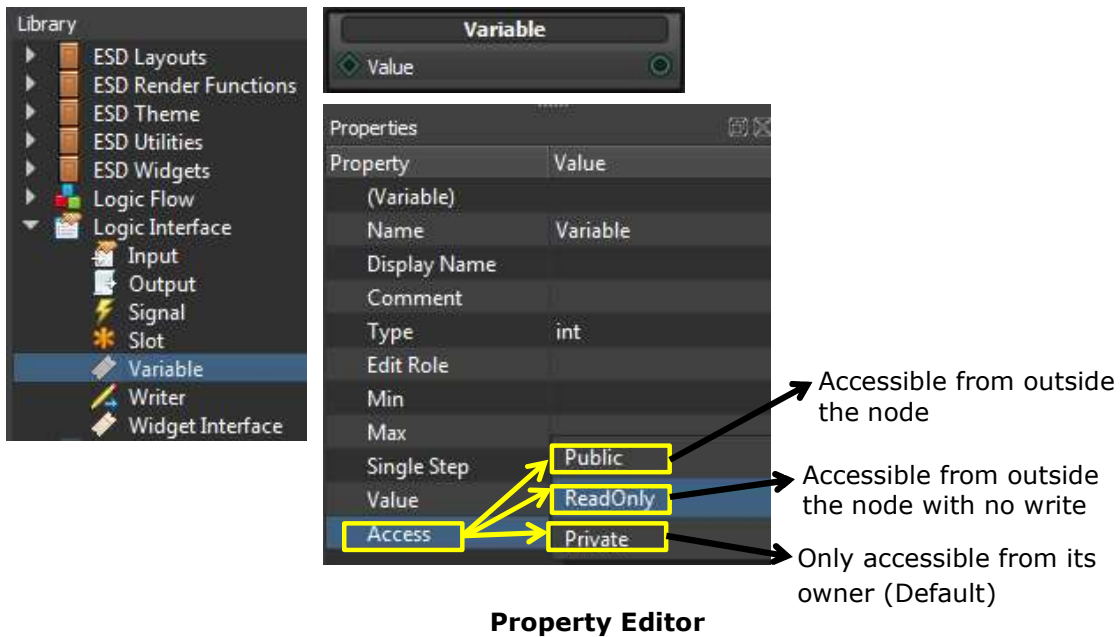 Library
ESD Layouts
ESD Render Functions
ESD Theme
ESD Utilities
ESD Widgets
Logic Flow
Logic Interface
Input
Output
Signal
Slot
Variable
Writer
Widget Interface
Variable
Value
Properties
Property Value
(Variable)
Name Variable
Display Name
Comment
Type int
Edit Role
Min
Max
Single Step Public
Value ReadOnly
Access Private
Accessible from outside
the node
Accessible from outside
the node with no write
Only accessible from its
owner (Default)
Property Editor